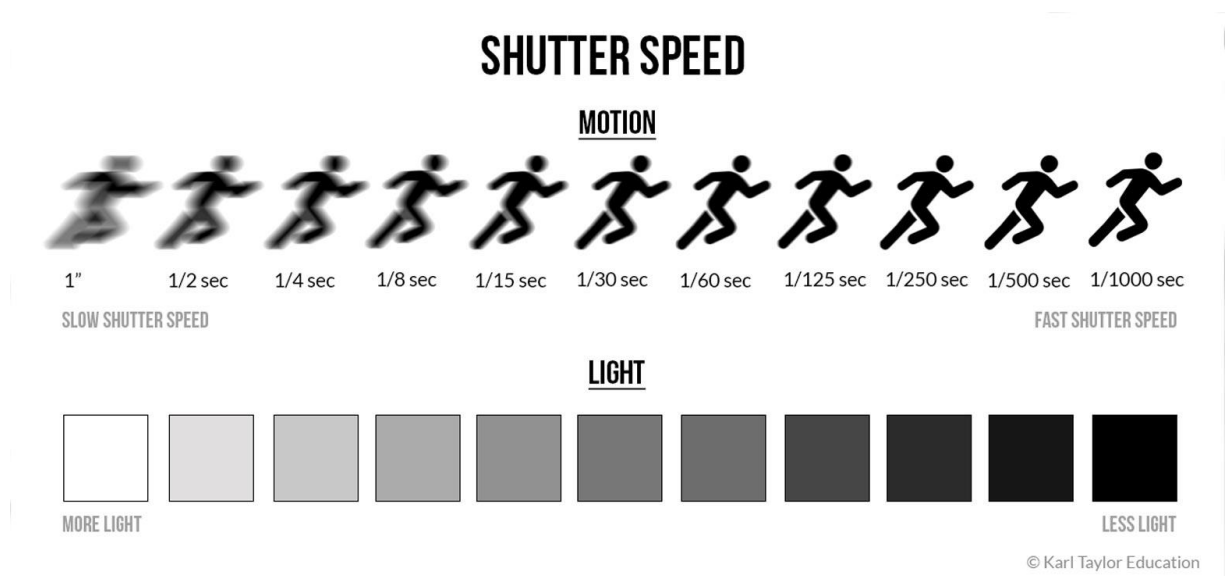 SHUTTER SPEED
MOTION
1” 1/2 sec 1/4 sec 1/8 sec 1/15 sec 1/30 sec 1/60 sec 1/125 sec 1/250 sec 1/500 sec 1/1000 sec
SLOW SHUTTER SPEED FAST SHUTTER SPEED
LIGHT
MORE LIGHT LESS LIGHT
© Karl Taylor Education